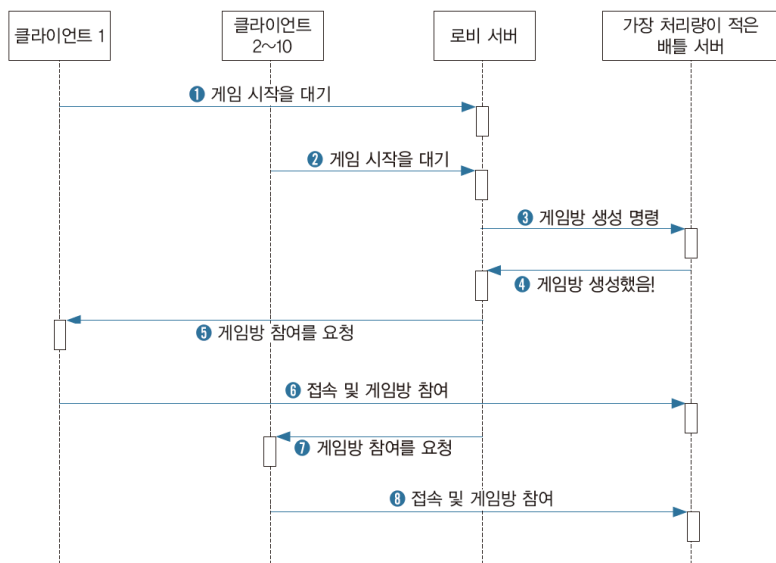 클라이언트 1
클라이언트
2～10
로비 서버
가장 처리량이 적은
배틀 서버
❶ 게임 시작을 대기
❷ 게임 시작을 대기
❸ 게임방 생성 명령
❹ 게임방 생성했음!
❺ 게임방 참여를 요청
❻ 접속 및 게임방 참여
❼ 게임방 참여를 요청
❽ 접속 및 게임방 참여